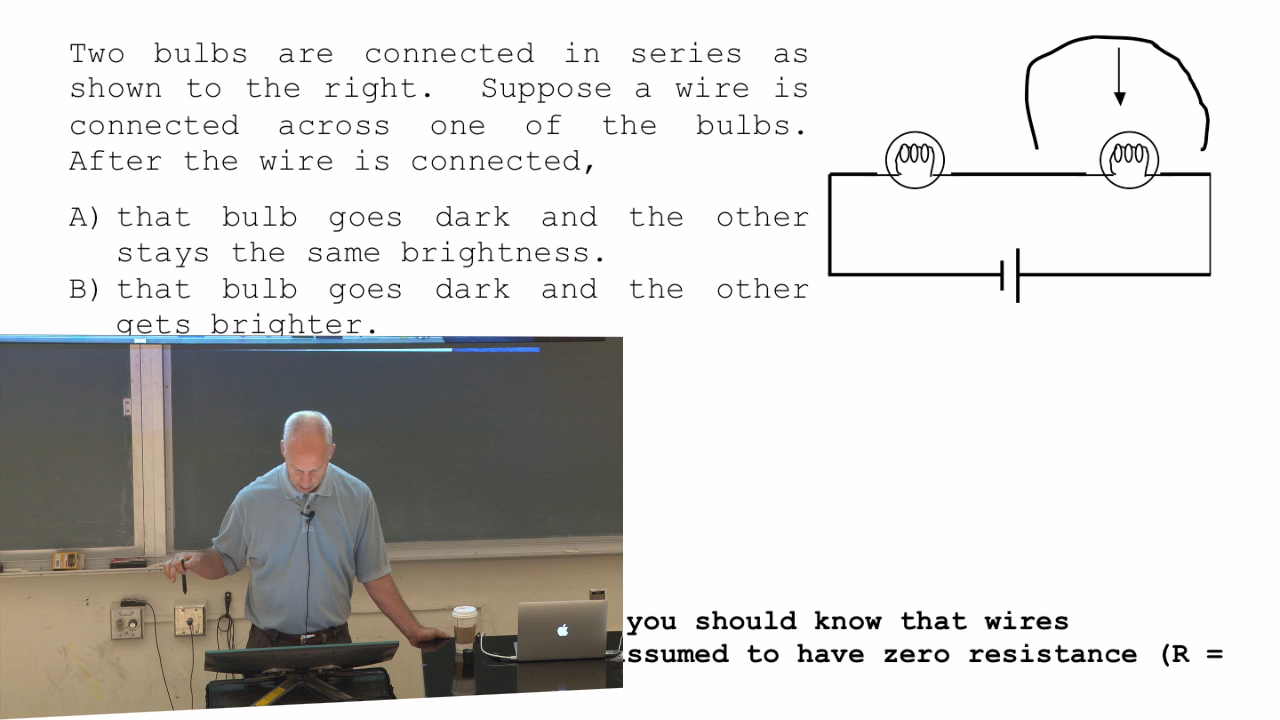 Two bulbs are connected in series as
shown to the right. Suppose a wire is
connected across one of the bulbs.
After the wire is connected,
A) that bulb goes dark and the other
stays the same brightness.
B) that bulb goes dark and the other
gets brighter.
you should know that wires
assumed to have zero resistance (R =